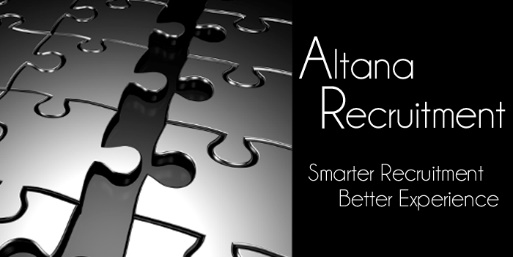 Altana
Recruitment
Smarter Recruitment
Better Experience